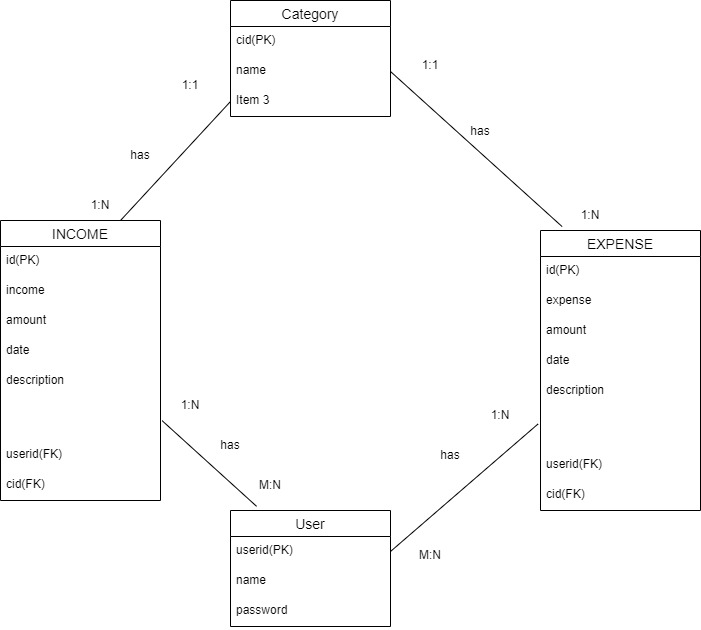 Category
cid(PK)
name
Item 3
1:1
1:1
has
has
1:N
1:N
INCOME
id(PK)
income
amount
date
description
userid(FK)
cid(FK)
EXPENSE
id(PK)
expense
amount
date
description
userid(FK)
cid(FK)
1:N
1:N
has
has
M:N
M:N
User
userid(PK)
name
password